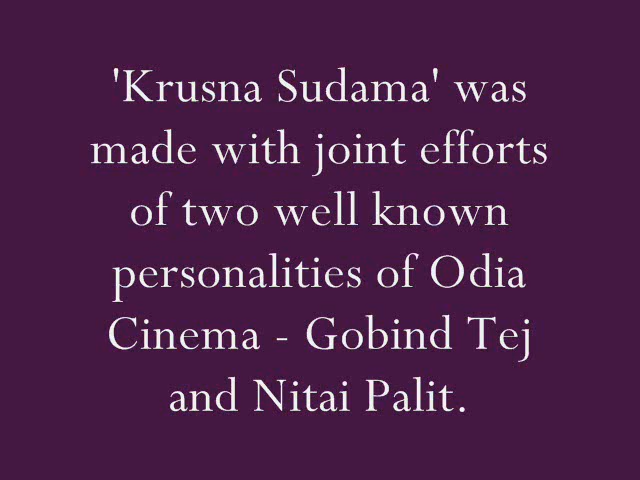 'Krusna Sudama' was
made with joint efforts
of two well known
personalities of Odia
Cinema - Gobind Tej
and Nitai Palit.